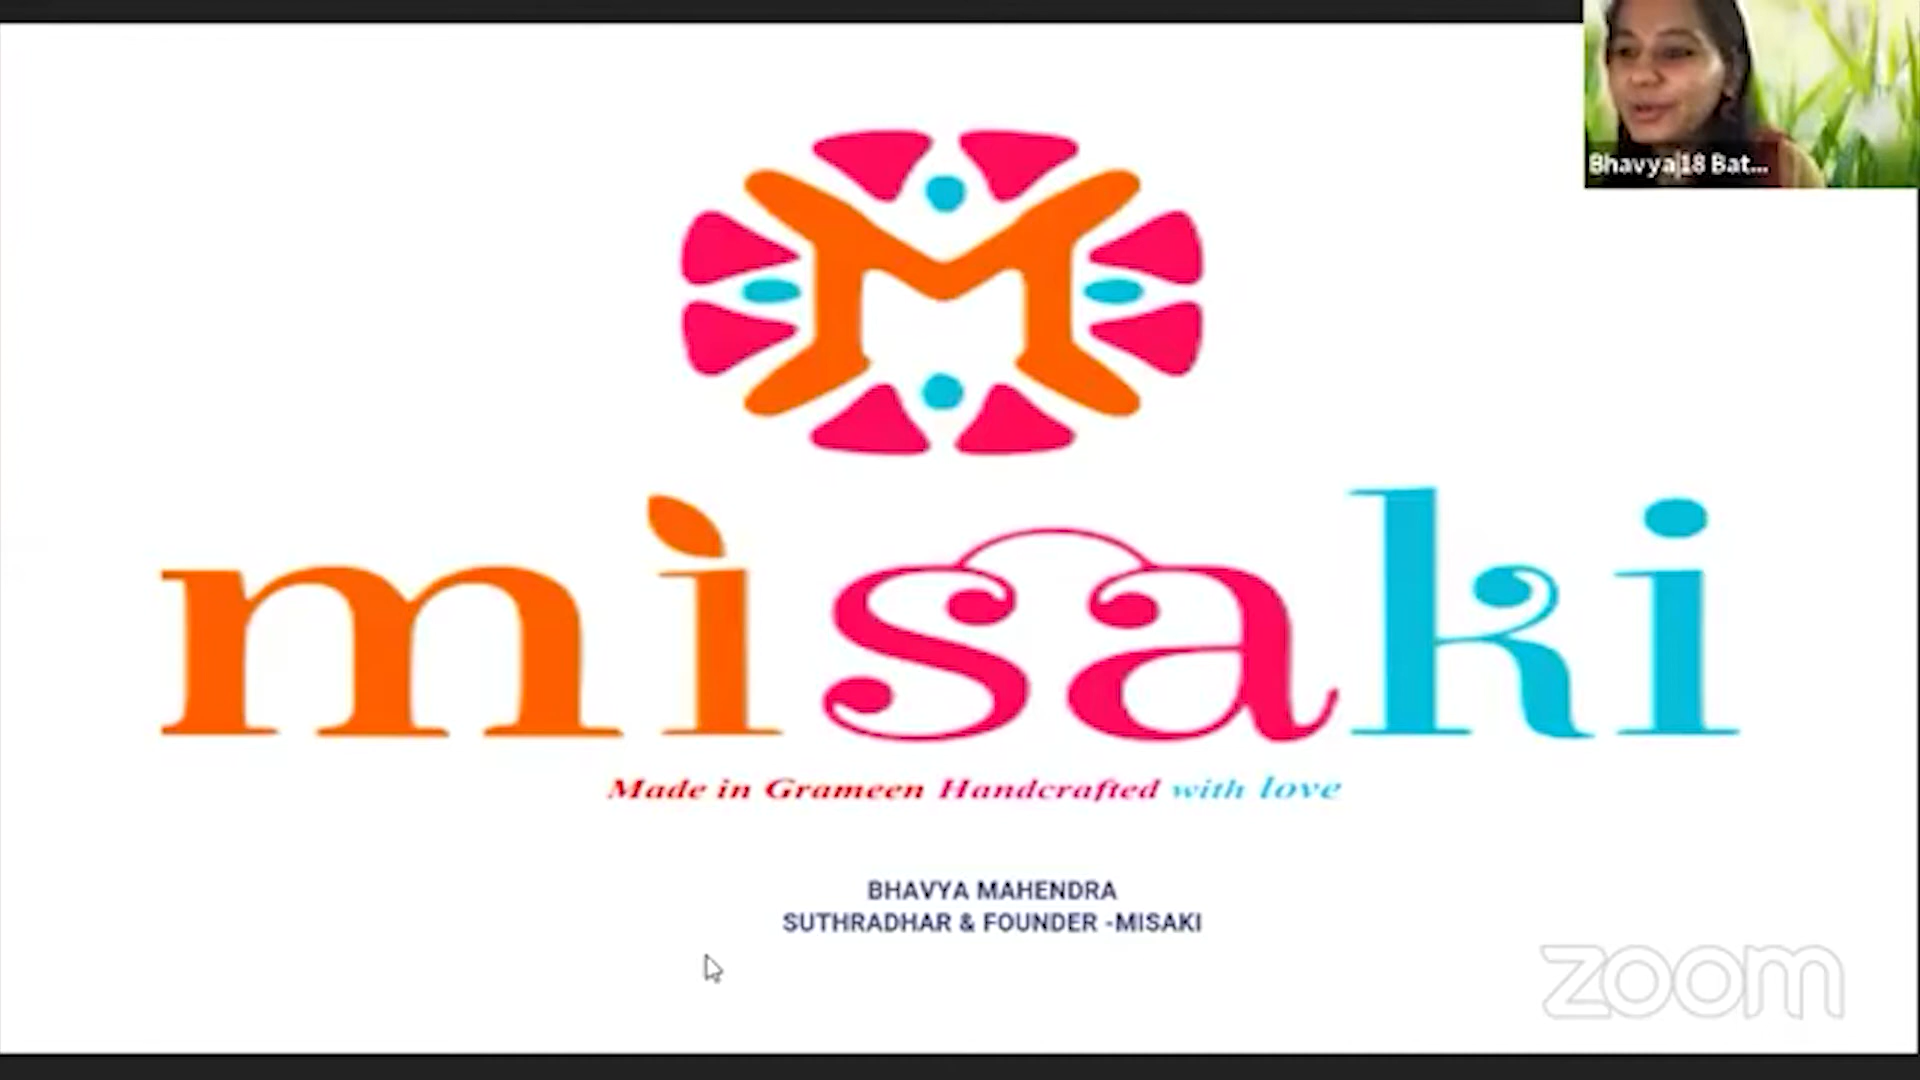 Bhavya|18 Bat...
M
misaki
Made in Grameen Handcrafted with love
BHAVYA MAHENDRA
SUTHRADHAR & FOUNDER -MISAKI
zoom